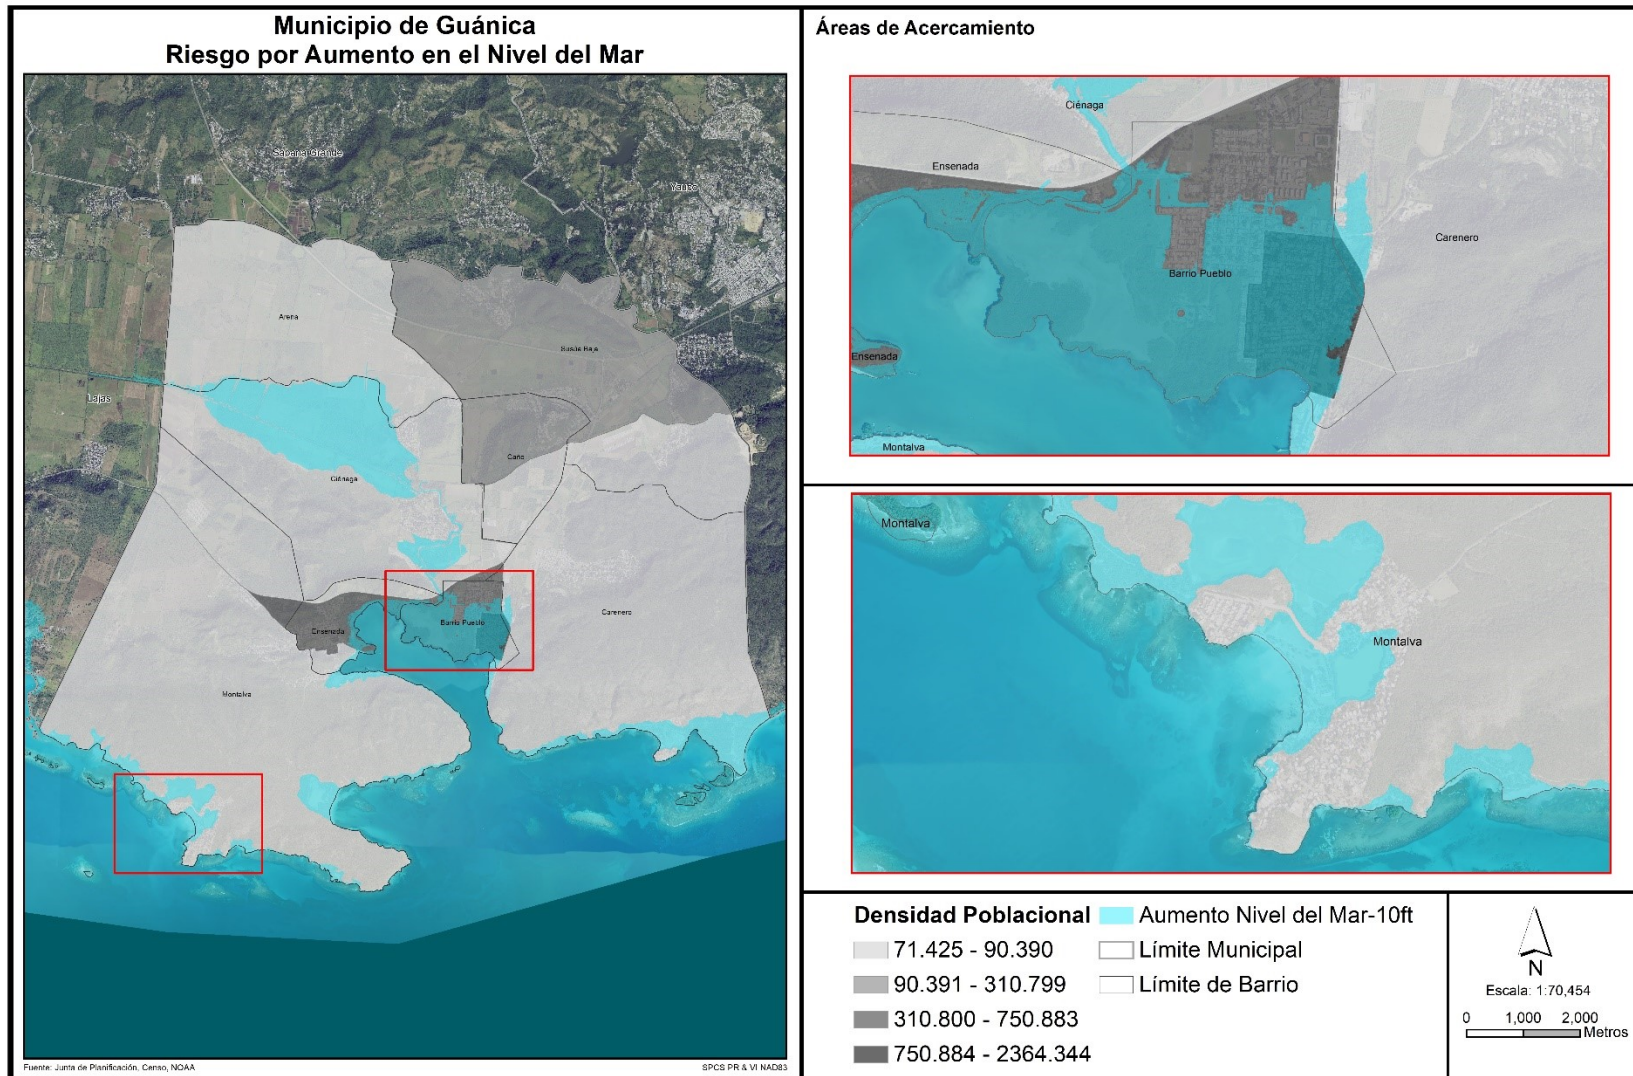 Municipio de Guánica
Riesgo por Aumento en el Nivel del Mar
Sabana Grande
Yauco
Arena
Susúa Baja
Lajas
Caño
Ciénaga
Carenero
Barrio Pueblo
Ensenada
Montalva
Fuente: Junta de Planificación, Censo, NOAA
SPCS PR & VI NAD83
Áreas de Acercamiento
Ciénaga
Ensenada
Carenero
Barrio Pueblo
Ensenada
Montalva
Montalva
Montalva
Densidad Poblacional
71.425 - 90.390
90.391 - 310.799
310.800 - 750.883
750.884 - 2364.344
Aumento Nivel del Mar-10ft
Límite Municipal
Límite de Barrio
N
Escala: 1:70,454
0 1,000 2,000
Metros